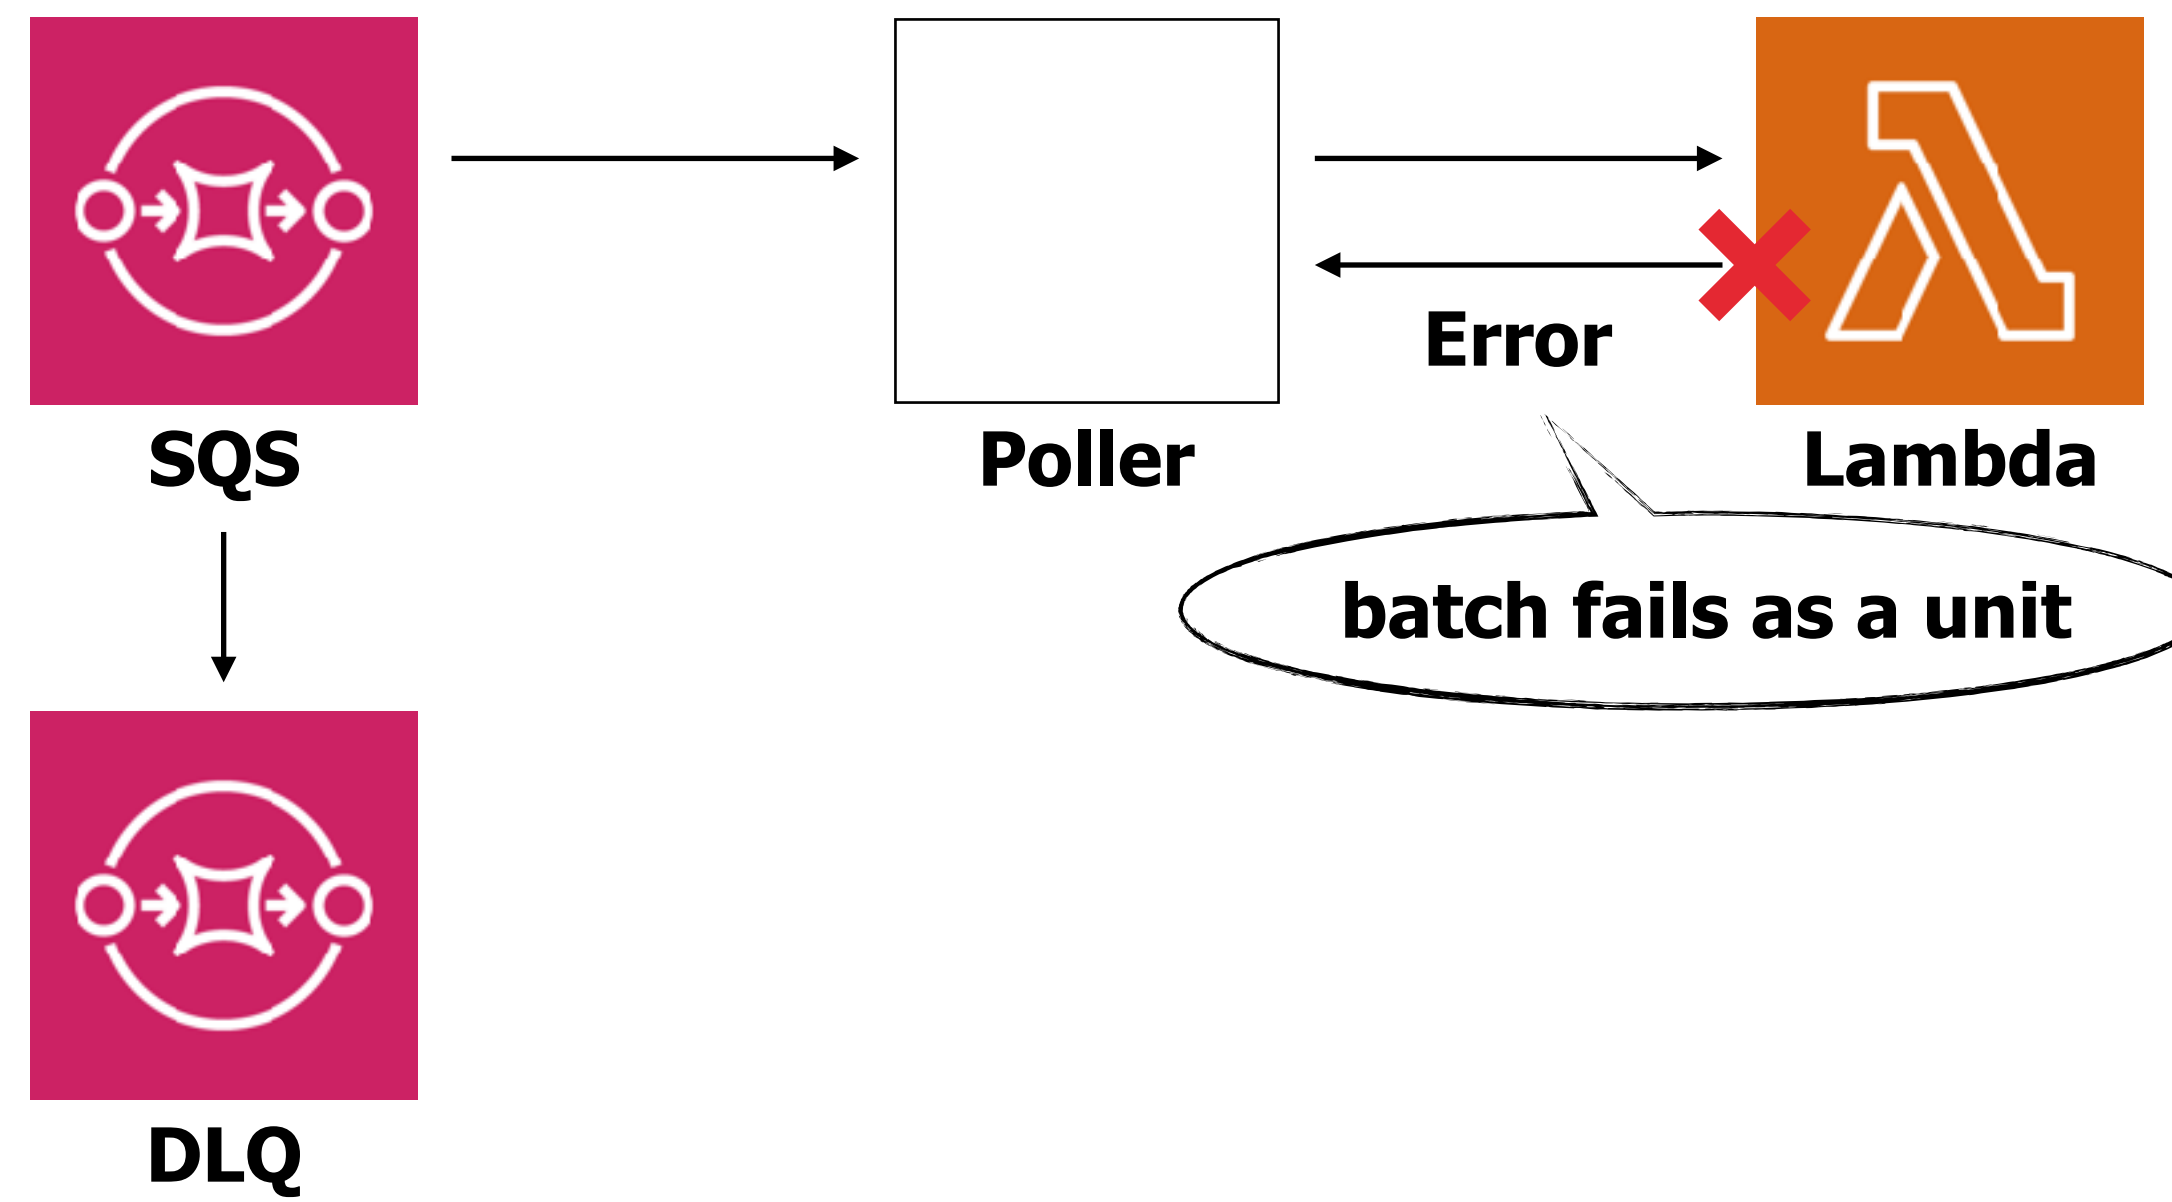 Error
SQS
Poller
Lambda
batch fails as a unit
DLQ